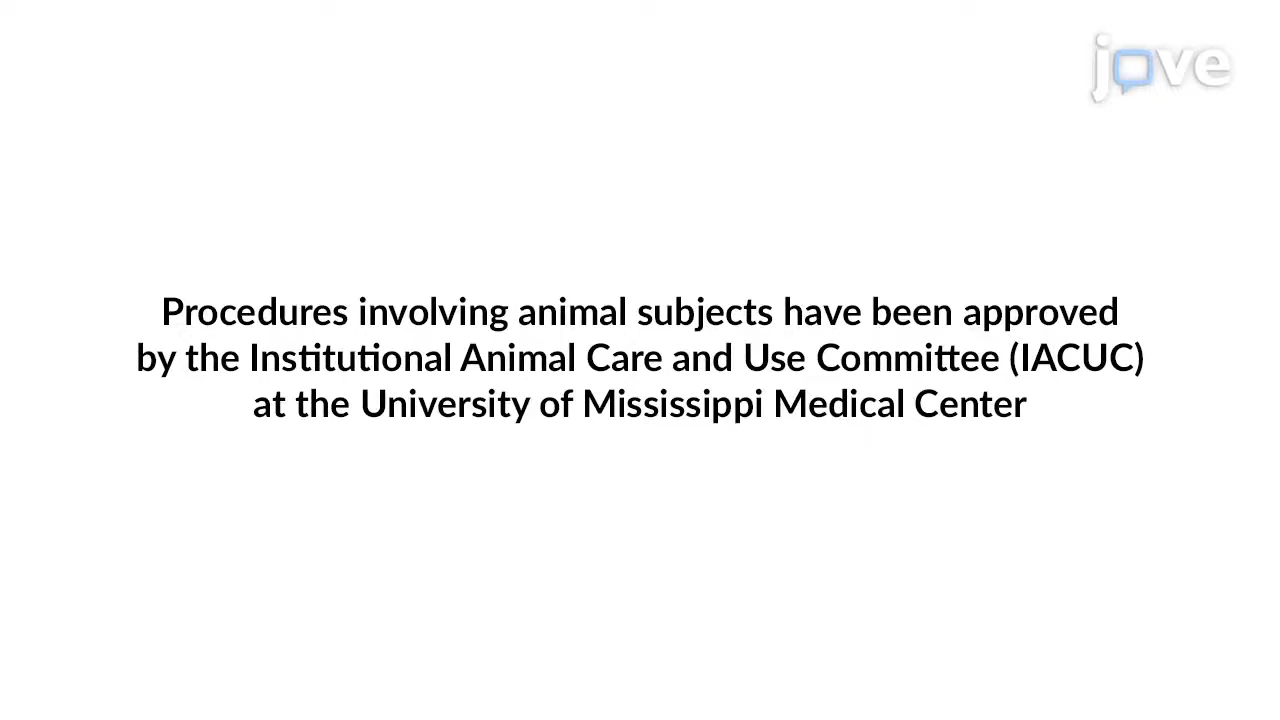 jove
Procedures involving animal subjects have been approved
by the Institutional Animal Care and Use Committee (IACUC)
at the University of Mississippi Medical Center